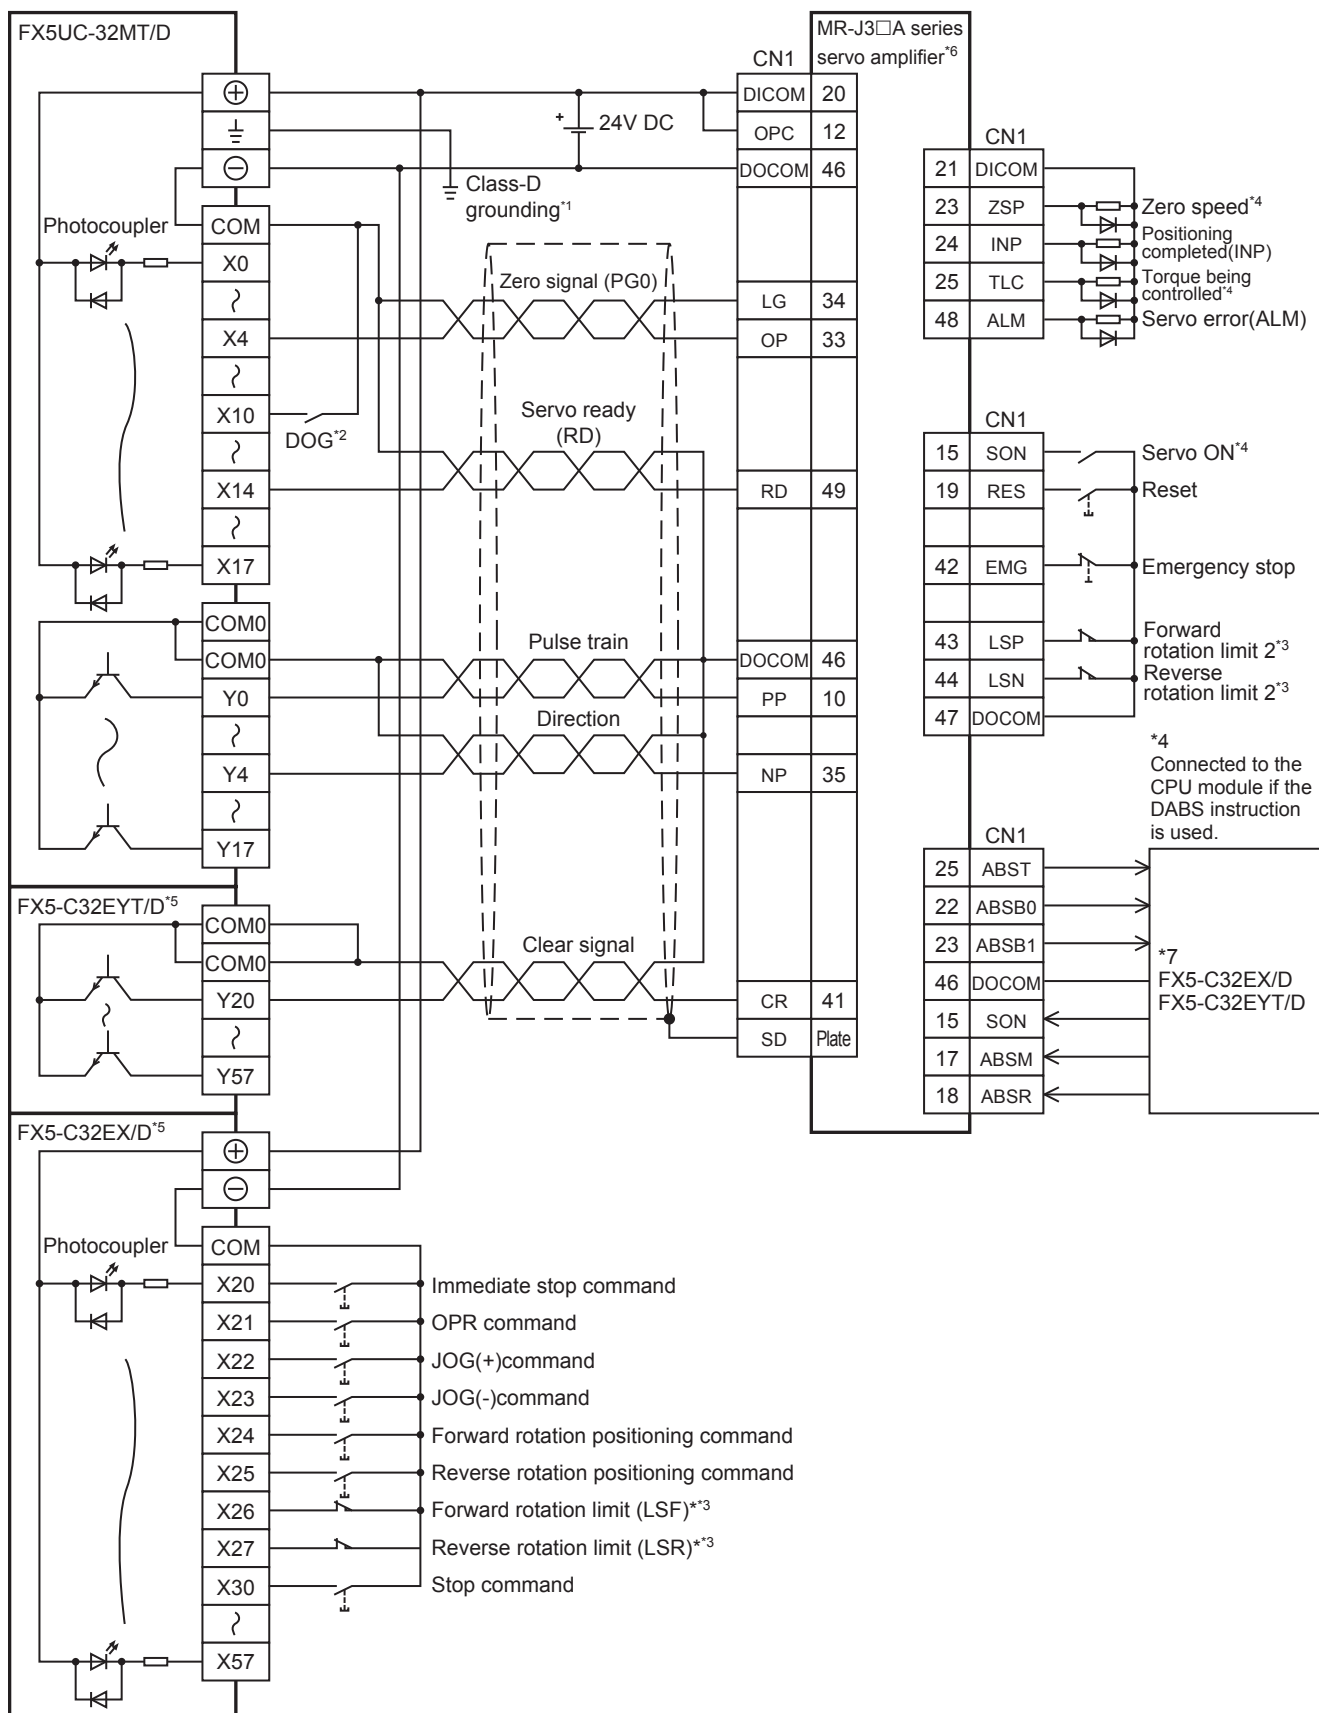 FX5UC-32MT/D
MR-J3□A series
servo amplifier*6
CN1
DICOM 20
24V DC
OPC 12
DOCOM 46
Class-D
grounding*1
Photocoupler
COM
X0
Zero signal (PG0)
LG 34
X4
OP 33
X10
DOG*2
Servo ready
(RD)
X14
RD 49
X17
COM0
COM0
Pulse train
DOCOM 46
Y0
PP 10
Direction
Y4
NP 35
Y17
FX5-C32EYT/D*5
COM0
COM0
Clear signal
Y20
CR 41
SD Plate
Y57
FX5-C32EX/D*5
Photocoupler
COM
X20 Immediate stop command
X21 OPR command
X22 JOG(+)command
X23 JOG(-)command
X24 Forward rotation positioning command
X25 Reverse rotation positioning command
X26 Forward rotation limit (LSF)**3
X27 Reverse rotation limit (LSR)**3
X30 Stop command
X57
CN1
21 DICOM
23 ZSP Zero speed*4
24 INP Positioning
completed(INP)
25 TLC Torque being
controlled*4
48 ALM Servo error(ALM)
CN1
15 SON Servo ON*4
19 RES Reset
42 EMG Emergency stop
43 LSP Forward
rotation limit 2*3
44 LSN Reverse
rotation limit 2*3
47 DOCOM
*4
Connected to the
CPU module if the
DABS instruction
is used.
CN1
25 ABST
22 ABSB0
23 ABSB1
46 DOCOM
15 SON
17 ABSM
18 ABSR
*7
FX5-C32EX/D
FX5-C32EYT/D